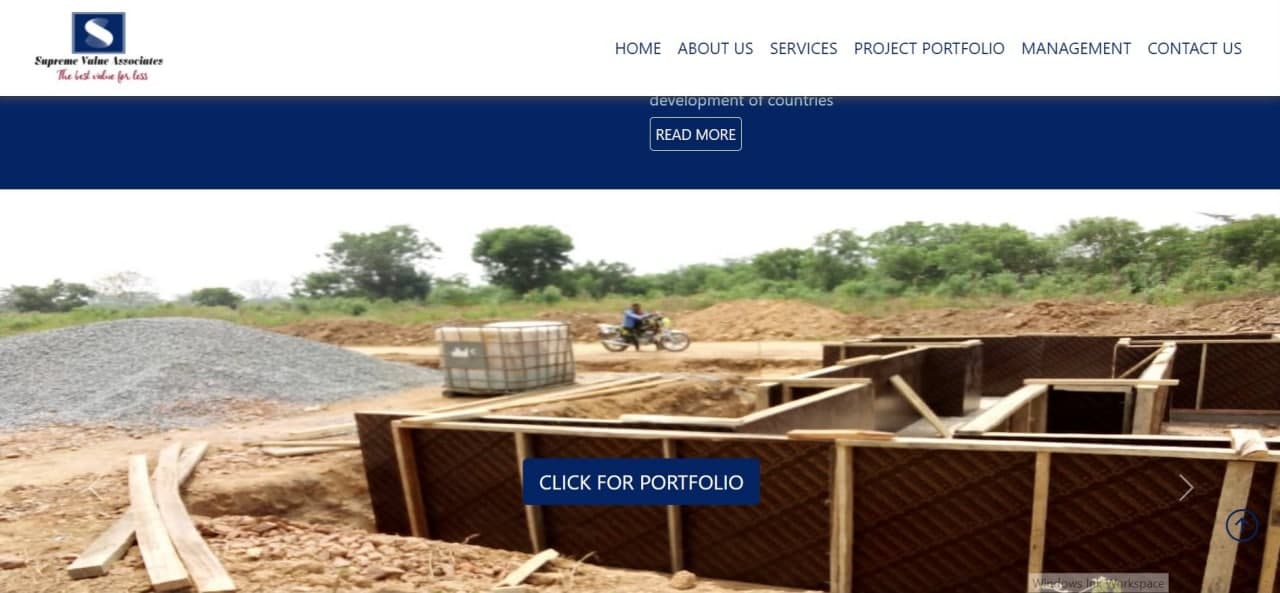 Supreme Value Associates
The best value for less
HOME ABOUT US SERVICES PROJECT PORTFOLIO MANAGEMENT CONTACT US
development of countries
READ MORE
CLICK FOR PORTFOLIO
Windows Ink Workspace